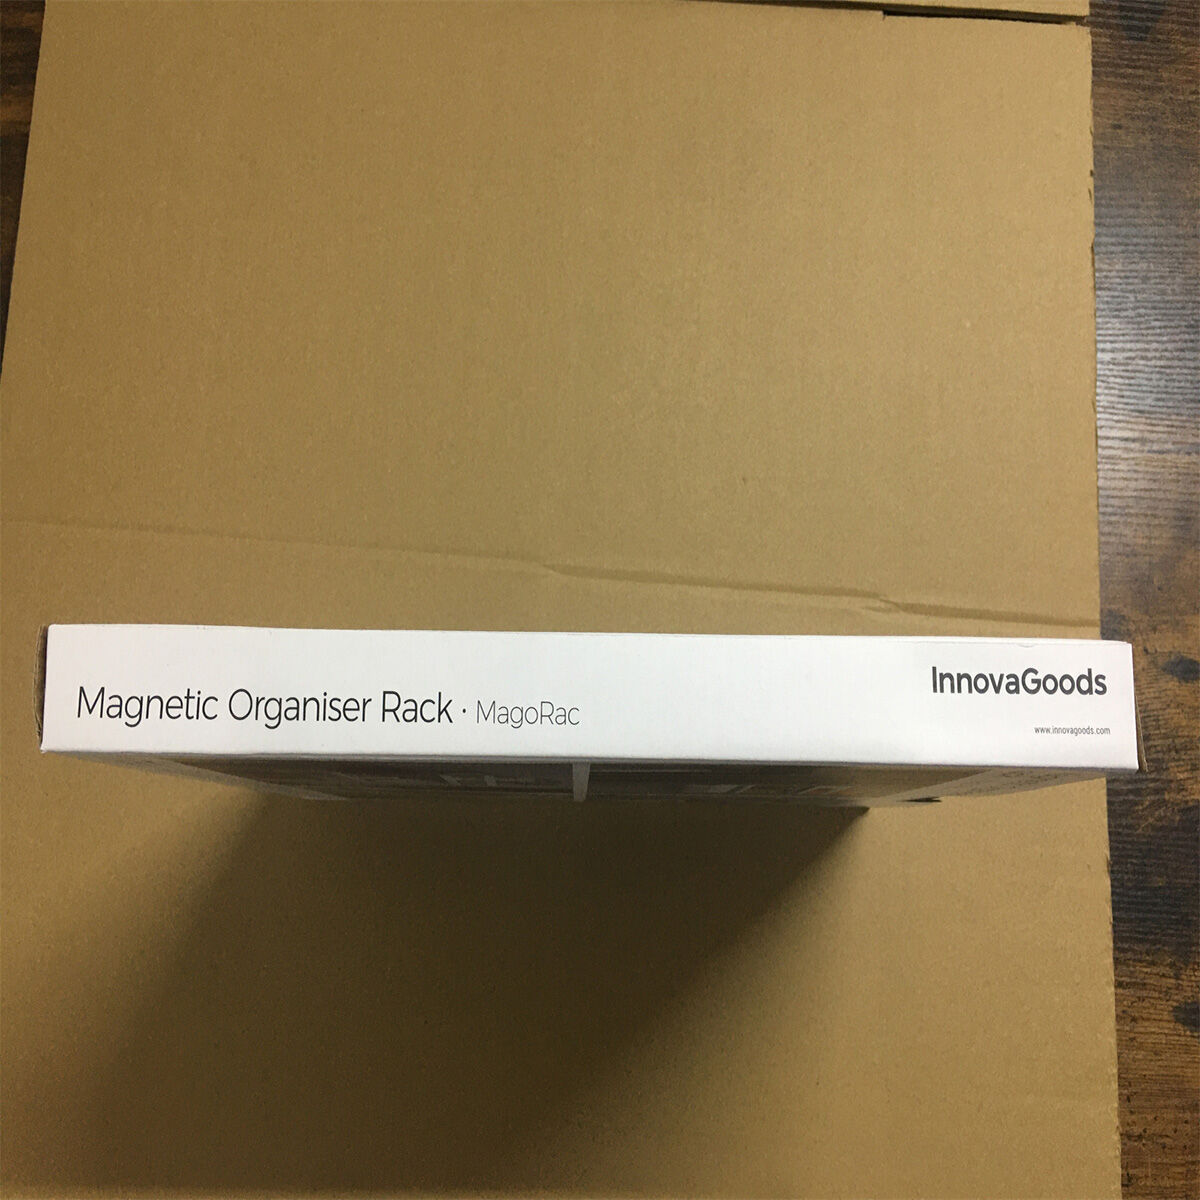 Magnetic Organiser Rack · MagoRac
InnovaGoods
www.innovagoods.com